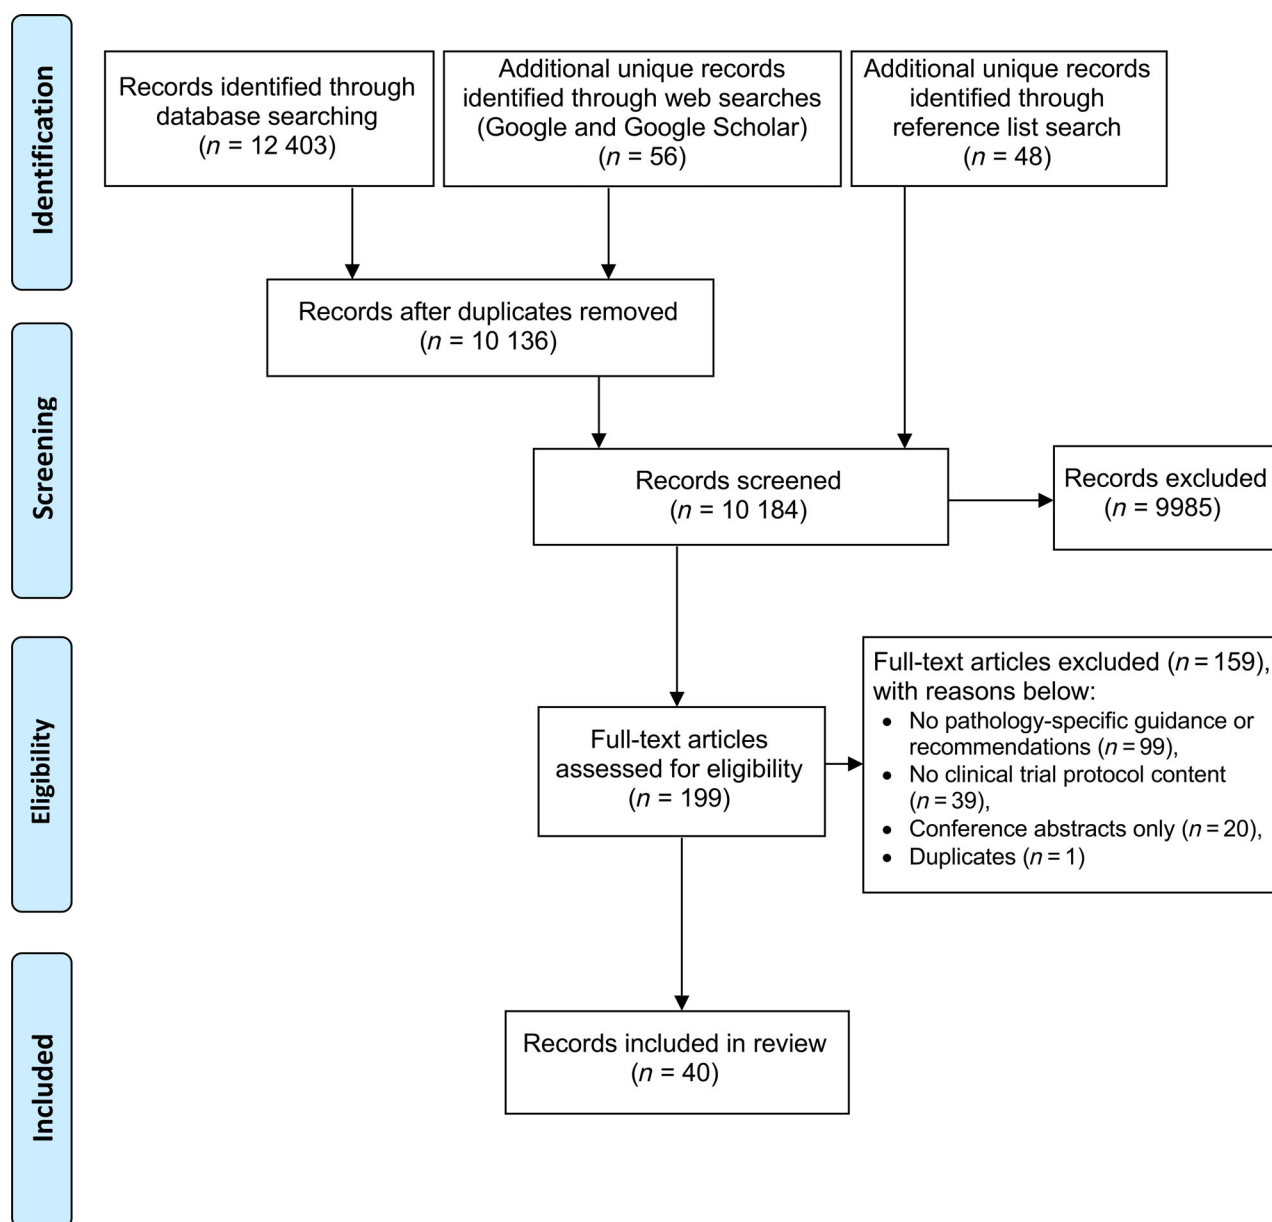 Identification
Records identified through
database searching
(n = 12 403)
Additional unique records
identified through web searches
(Google and Google Scholar)
(n = 56)
Additional unique records
identified through
reference list search
(n = 48)
Records after duplicates removed
(n = 10 136)
Screening
Records screened
(n = 10 184)
Records excluded
(n = 9985)
Eligibility
Full-text articles
assessed for eligibility
(n = 199)
Full-text articles excluded (n = 159),
with reasons below:
• No pathology-specific guidance or
recommendations (n = 99),
• No clinical trial protocol content
(n = 39),
• Conference abstracts only (n = 20),
• Duplicates (n = 1)
Included
Records included in review
(n = 40)